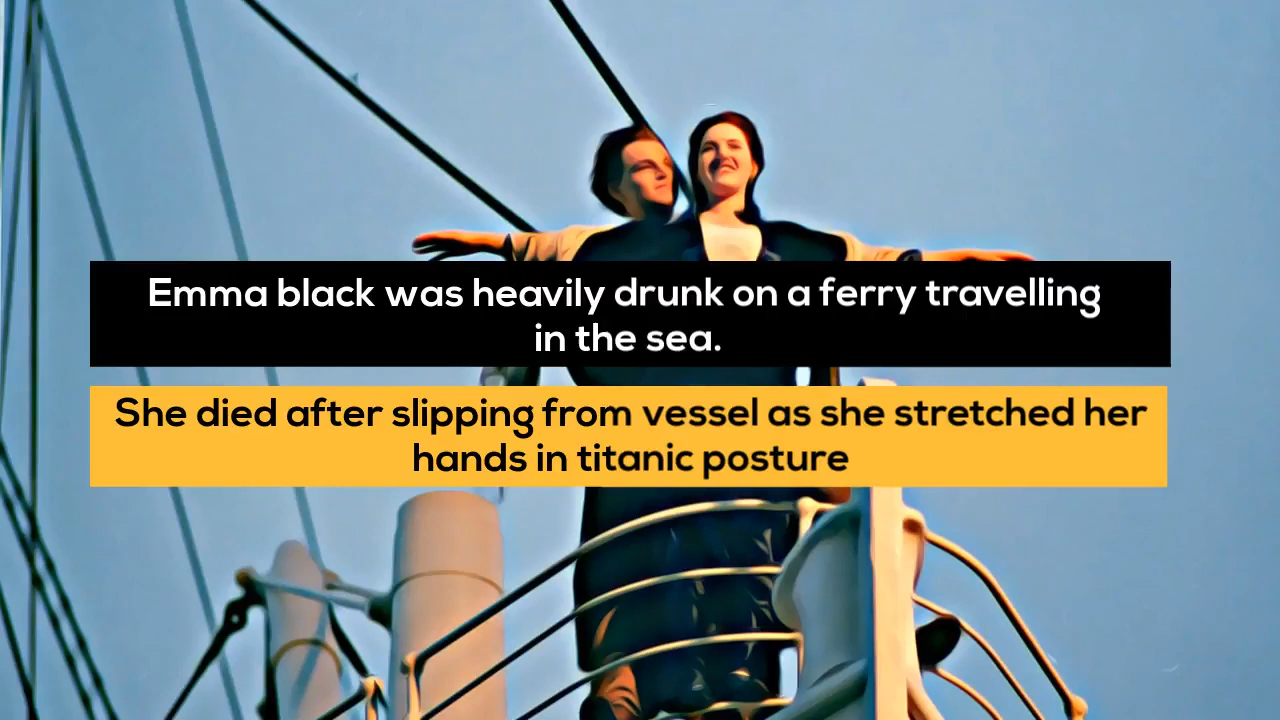 Emma black was heavily drunk on a ferry travelling
in the sea.
She died after slipping from vessel as she stretched her
hands in titanic posture